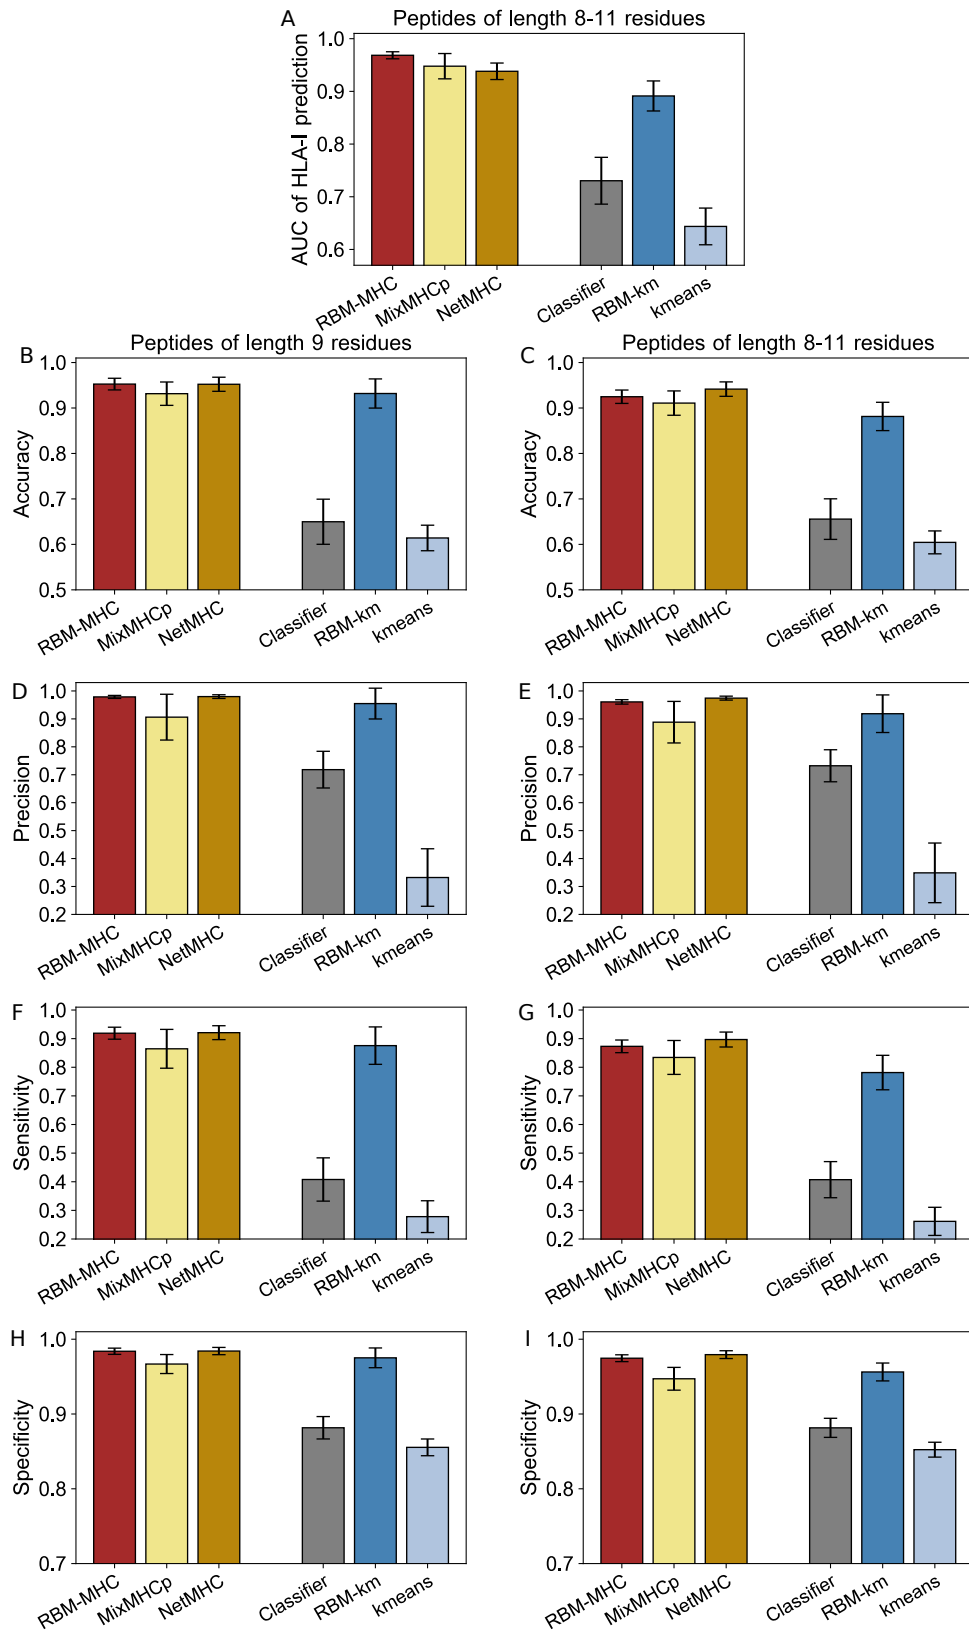 A
Peptides of length 8-11 residues
AUC of HLA-I prediction
1.0
0.9
0.8
0.7
0.6
RBM-MHC
MixMHCp
NetMHC
Classifier
RBM-km
kmeans
B
Peptides of length 9 residues
Accuracy
1.0
0.9
0.8
0.7
0.6
0.5
RBM-MHC
MixMHCp
NetMHC
Classifier
RBM-km
kmeans
C
Peptides of length 8-11 residues
Accuracy
1.0
0.9
0.8
0.7
0.6
0.5
RBM-MHC
MixMHCp
NetMHC
Classifier
RBM-km
kmeans
D
Precision
1.0
0.9
0.8
0.7
0.6
0.5
0.4
0.3
0.2
RBM-MHC
MixMHCp
NetMHC
Classifier
RBM-km
kmeans
E
Precision
1.0
0.9
0.8
0.7
0.6
0.5
0.4
0.3
0.2
RBM-MHC
MixMHCp
NetMHC
Classifier
RBM-km
kmeans
F
Sensitivity
1.0
0.9
0.8
0.7
0.6
0.5
0.4
0.3
0.2
RBM-MHC
MixMHCp
NetMHC
Classifier
RBM-km
kmeans
G
Sensitivity
1.0
0.9
0.8
0.7
0.6
0.5
0.4
0.3
0.2
RBM-MHC
MixMHCp
NetMHC
Classifier
RBM-km
kmeans
H
Specificity
1.0
0.9
0.8
0.7
RBM-MHC
MixMHCp
NetMHC
Classifier
RBM-km
kmeans
I
Specificity
1.0
0.9
0.8
0.7
RBM-MHC
MixMHCp
NetMHC
Classifier
RBM-km
kmeans